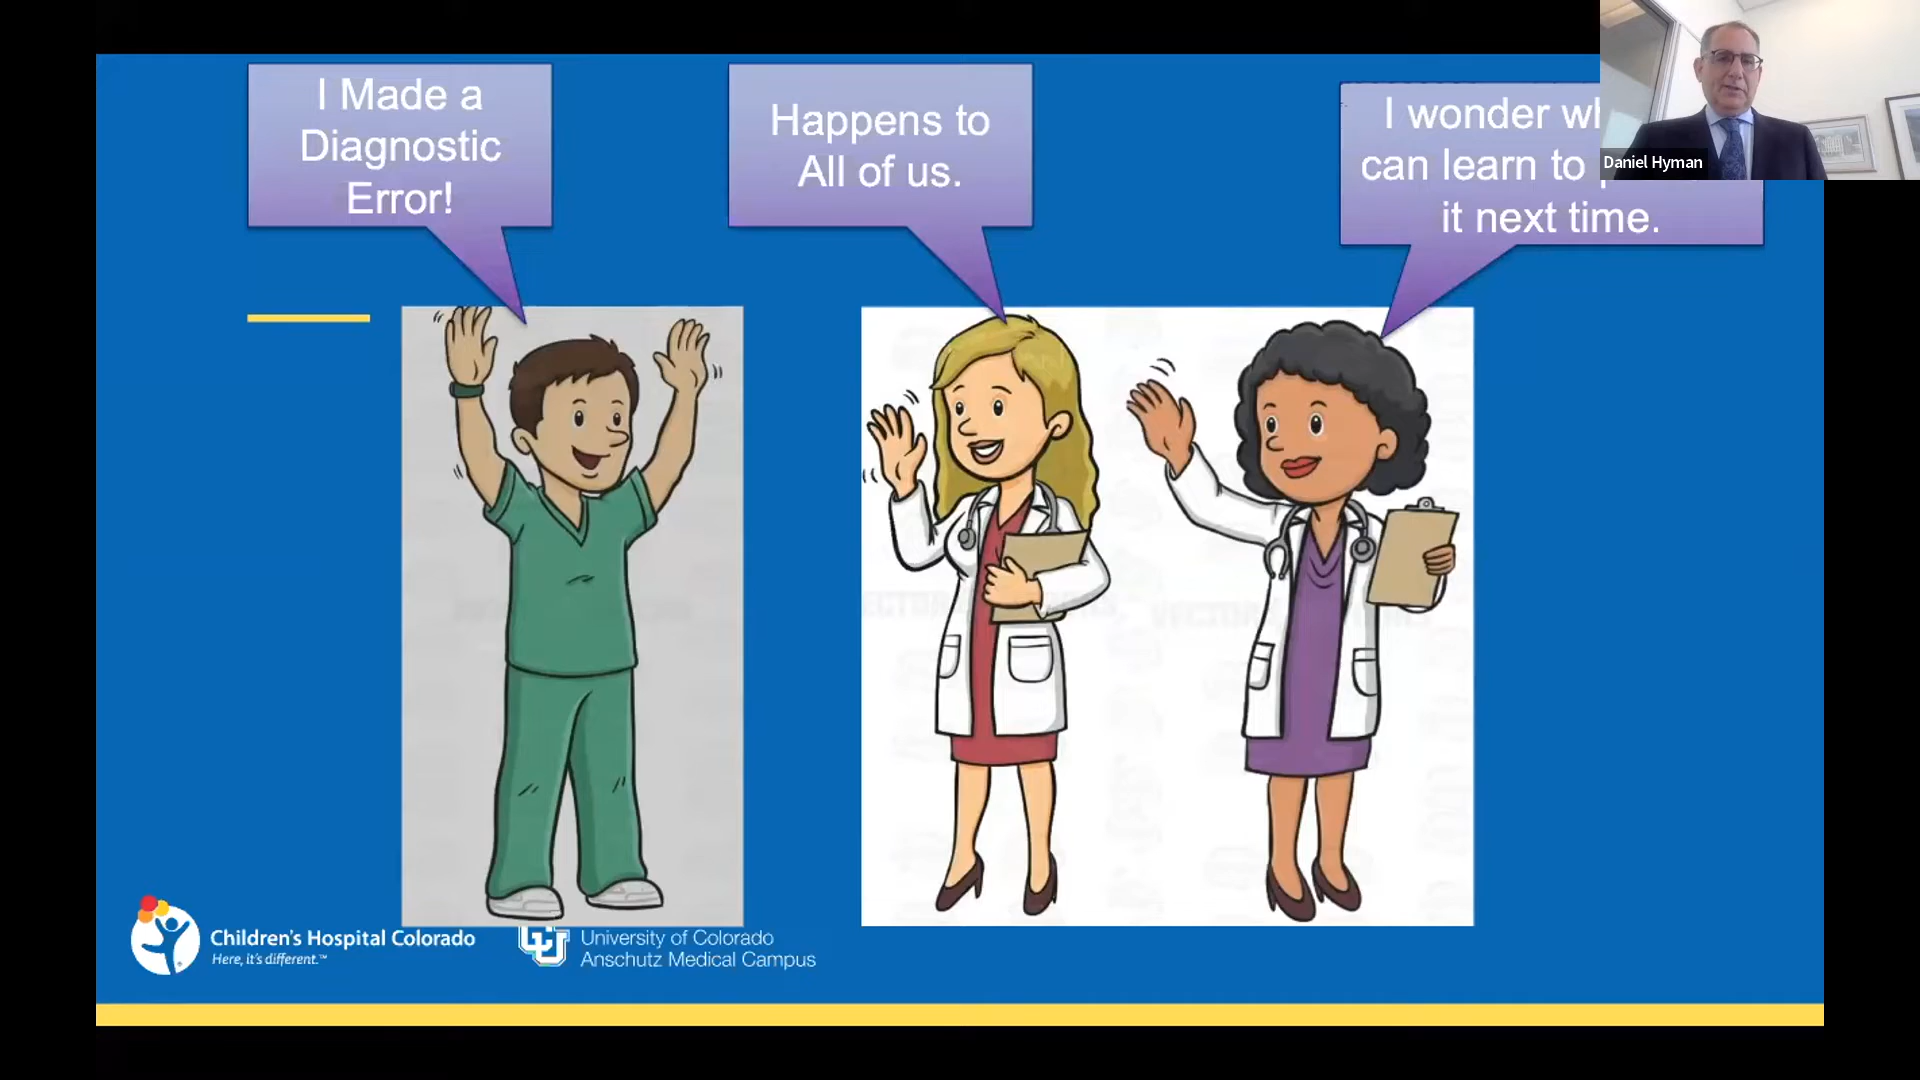 I Made a
Diagnostic
Error!
Happens to
All of us.
I wonder
can learn to
it next time.
Daniel Hyman
Children's Hospital Colorado
Here, it's different.™
University of Colorado
Anschutz Medical Campus